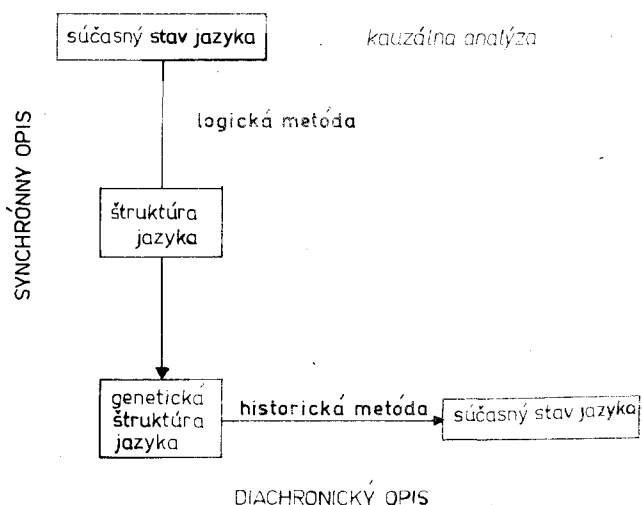 súčasný stav jazyka
kauzálna analýza
logická metóda
SYNCHRÓNNY OPIS
štruktúra
jazyka
genetická
štruktúra
jazyka
historická metóda
súčasný stav jazyka
DIACHRONICKÝ OPIS